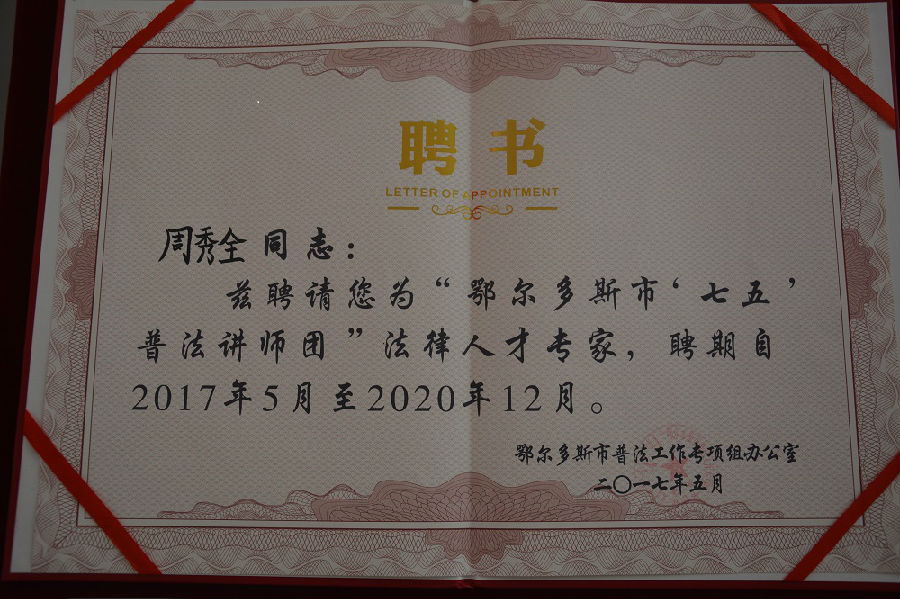 聘书
LETTER OF APPOINTMENT
周秀全同志：
兹聘请您为“鄂尔多斯市‘七五’
普法讲师团”法律人才专家，聘期自
2017年5月至2020年12月。
鄂尔多斯市普法工作专项组办公室
二〇一七年五月